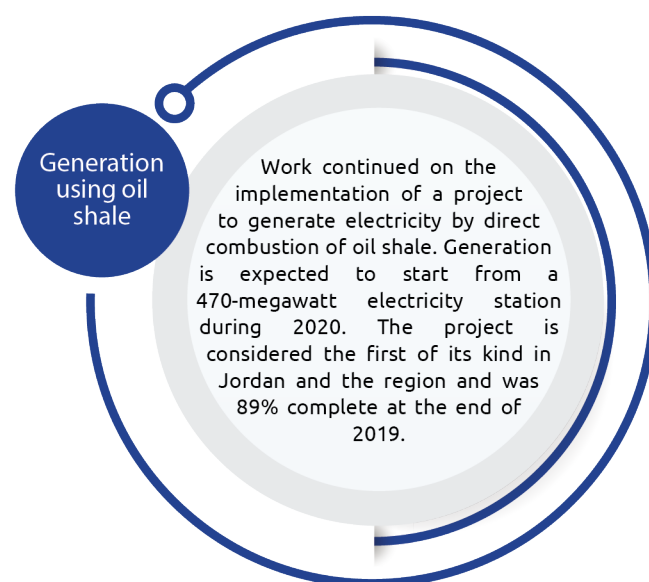 Generation
using oil
shale
Work continued on the
implementation of a project
to generate electricity by direct
combustion of oil shale. Generation
is expected to start from a
470-megawatt electricity station
during 2020. The project is
considered the first of its kind in
Jordan and the region and was
89% complete at the end of
2019.